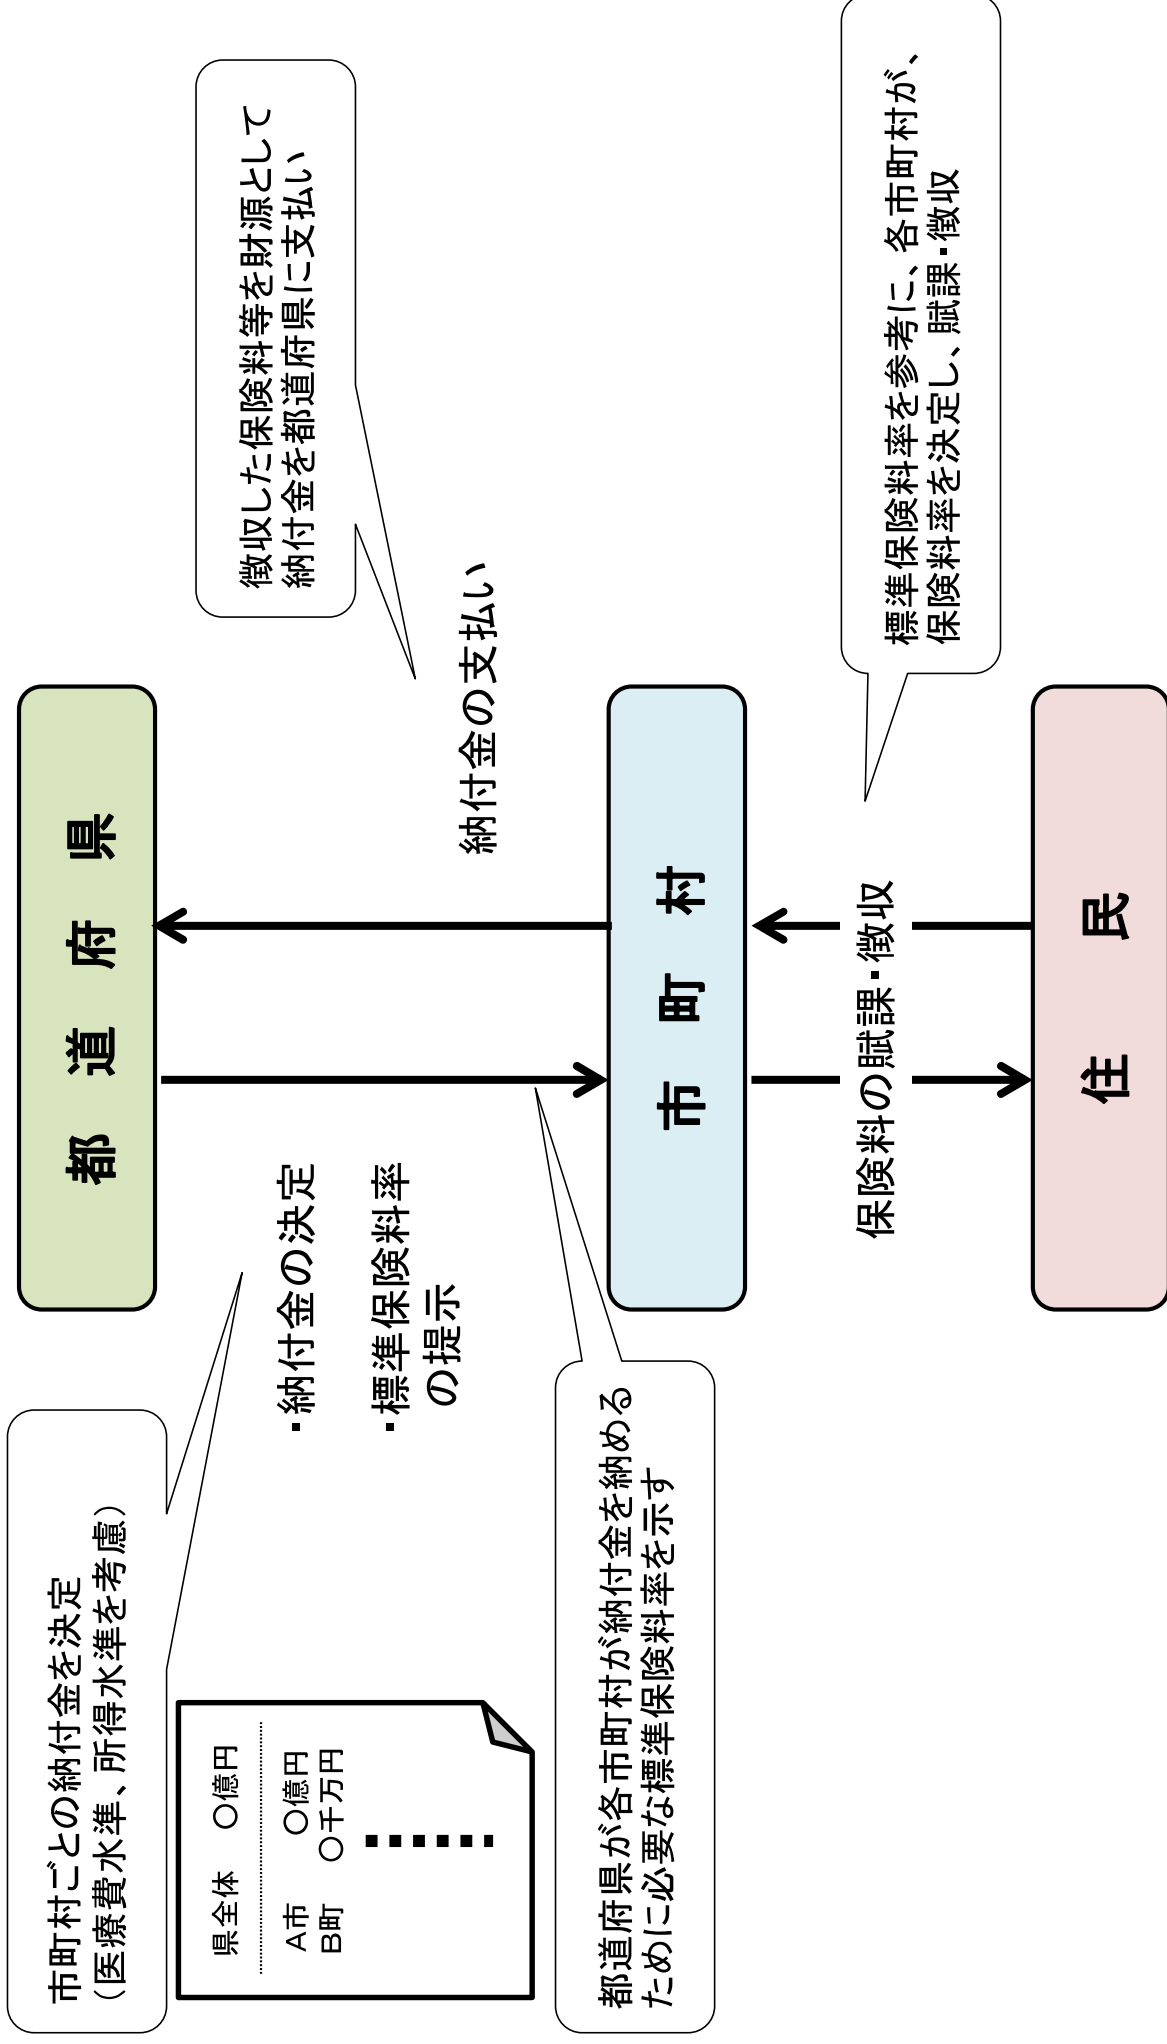 都道府県
市町村ごとの納付金を決定
（医療費水準、所得水準を考慮）
県全体　〇億円
A市　〇億円
B町　〇千万円
・納付金の決定
・標準保険料率
の提示
徴収した保険料等を財源として
納付金を都道府県に支払い
納付金の支払い
都道府県が各市町村が納付金を納める
ために必要な標準保険料率を示す
市町村
保険料の賦課・徴収
標準保険料率を参考に、各市町村が、
保険料率を決定し、賦課・徴収
住民